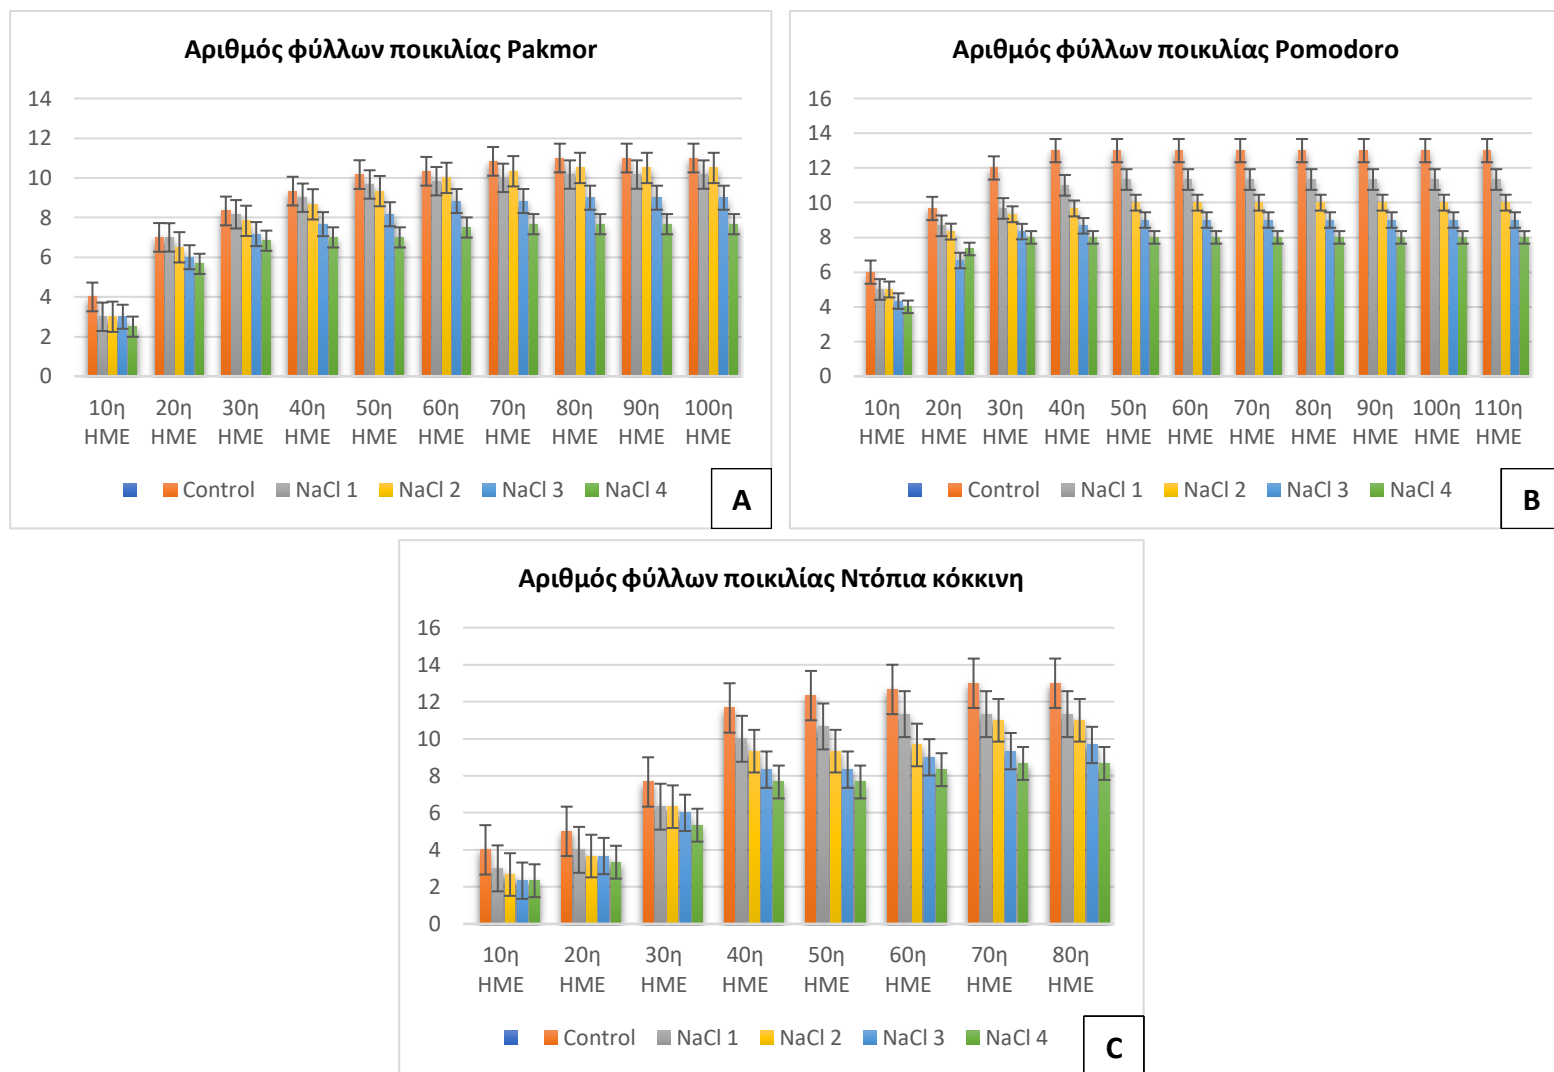 Αριθμός φύλλων ποικιλίας Pakmor
14
12
10
8
6
4
2
0
10η ΗΜΕ 20η ΗΜΕ 30η ΗΜΕ 40η ΗΜΕ 50η ΗΜΕ 60η ΗΜΕ 70η ΗΜΕ 80η ΗΜΕ 90η ΗΜΕ 100η ΗΜΕ
Control NaCl 1 NaCl 2 NaCl 3 NaCl 4
A
Αριθμός φύλλων ποικιλίας Pomodoro
16
14
12
10
8
6
4
2
0
10η ΗΜΕ 20η ΗΜΕ 30η ΗΜΕ 40η ΗΜΕ 50η ΗΜΕ 60η ΗΜΕ 70η ΗΜΕ 80η ΗΜΕ 90η ΗΜΕ 100η ΗΜΕ 110η ΗΜΕ
Control NaCl 1 NaCl 2 NaCl 3 NaCl 4
B
Αριθμός φύλλων ποικιλίας Ντόπια κόκκινη
16
14
12
10
8
6
4
2
0
10η ΗΜΕ 20η ΗΜΕ 30η ΗΜΕ 40η ΗΜΕ 50η ΗΜΕ 60η ΗΜΕ 70η ΗΜΕ 80η ΗΜΕ
Control NaCl 1 NaCl 2 NaCl 3 NaCl 4
C